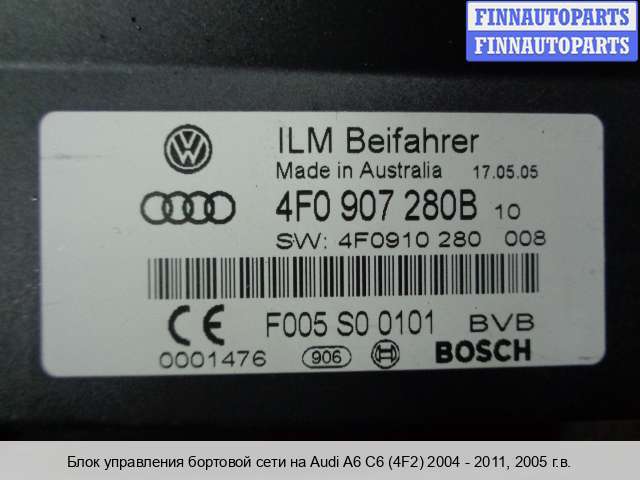 FINNAUTOPARTS
FINNAUTOPARTS
ILM Beifahrer
Made in Australia 17.05.05
4F0 907 280B 10
SW: 4F0910 280 008
CE F005 S0 0101 BVB
0001476 906 BOSCH
Блок управления бортовой сети на Audi A6 C6 (4F2) 2004 - 2011, 2005 г.в.